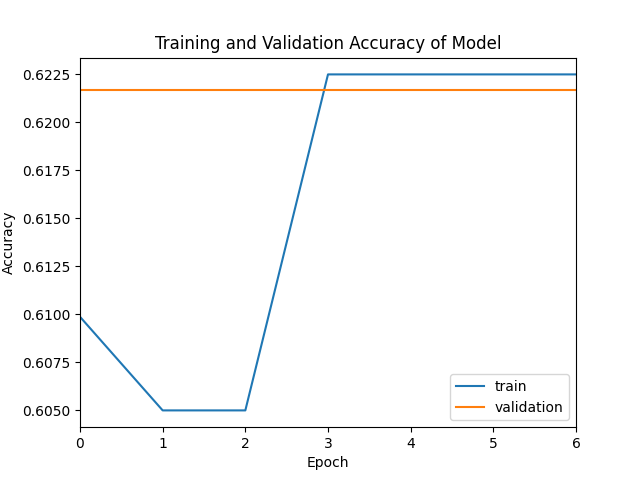 Training and Validation Accuracy of Model
Accuracy
0.6225
0.6200
0.6175
0.6150
0.6125
0.6100
0.6075
0.6050
train
validation
0 1 2 3 4 5 6
Epoch